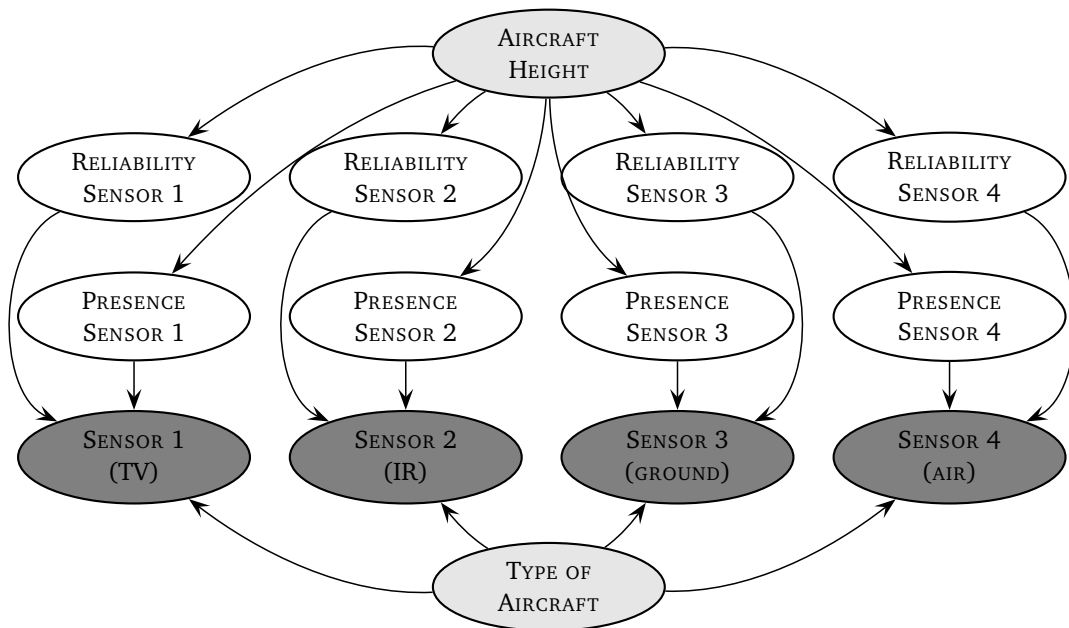 AIRCRAFT
HEIGHT
RELIABILITY
SENSOR 1
RELIABILITY
SENSOR 2
RELIABILITY
SENSOR 3
RELIABILITY
SENSOR 4
PRESENCE
SENSOR 1
PRESENCE
SENSOR 2
PRESENCE
SENSOR 3
PRESENCE
SENSOR 4
SENSOR 1
(TV)
SENSOR 2
(IR)
SENSOR 3
(GROUND)
SENSOR 4
(AIR)
TYPE OF
AIRCRAFT